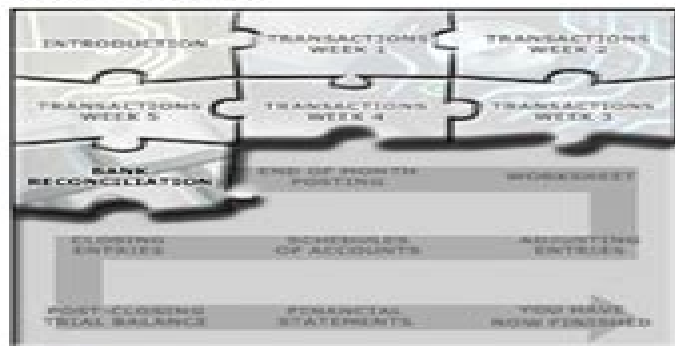 INTRODUCTION
TRANSACTIONS
WEEK 1
TRANSACTIONS
WEEK 2
TRANSACTIONS
WEEK 5
TRANSACTIONS
WEEK 4
TRANSACTIONS
WEEK 3
BANK
RECONCILIATION
END OF MONTH
POSTING
WORKSHEET
CLOSING
ENTRIES
SCHEDULES
OF ACCOUNTS
ADJUSTING
ENTRIES
POST-CLOSING
TRIAL BALANCE
FINANCIAL
STATEMENTS
YOU HAVE
NOW FINISHED